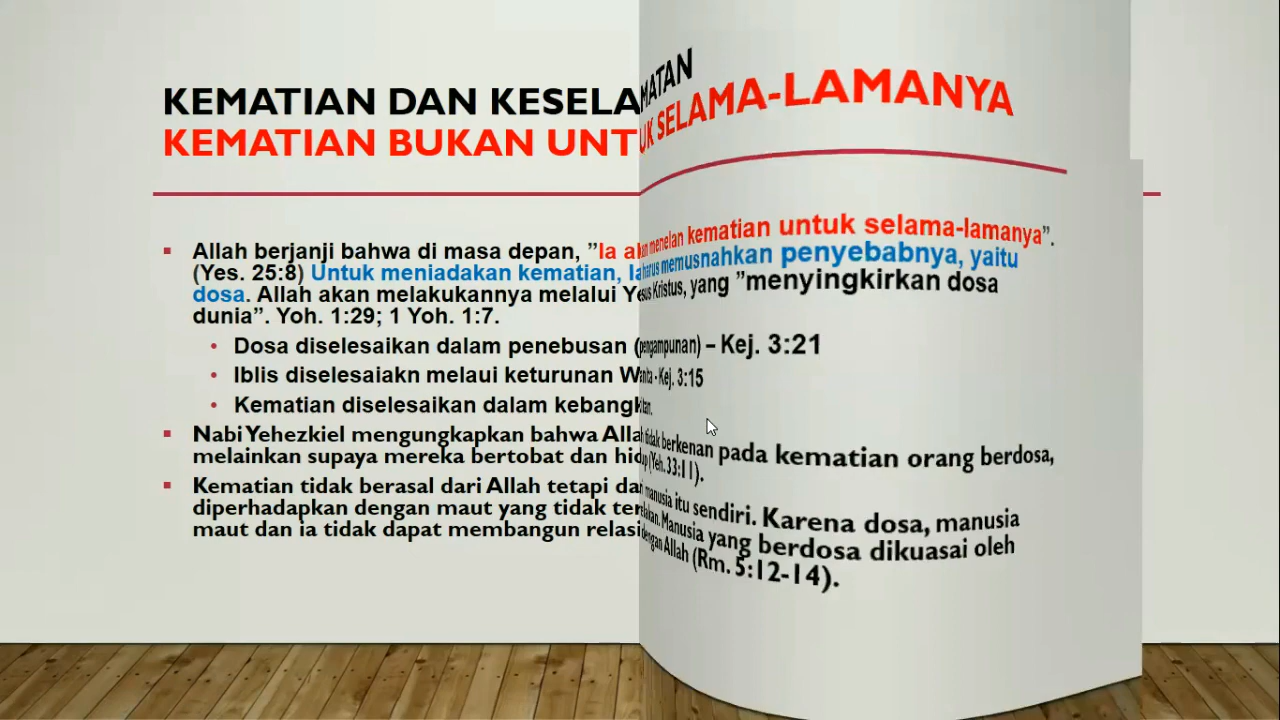 KEMATIAN DAN KESELAMATAN
KEMATIAN BUKAN UNTUK SELAMA-LAMANYA
Allah berjanji bahwa di masa depan, ”Ia akan menelan kematian untuk selama-lamanya”.
(Yes. 25:8) Untuk meniadakan kematian, Ia harus memusnahkan penyebabnya, yaitu
dosa. Allah akan melakukannya melalui Yesus Kristus, yang ”menyingkirkan dosa
dunia”. Yoh. 1:29; 1 Yoh. 1:7.
Dosa diselesaikan dalam penebusan (pengampunan) – Kej. 3:21
Iblis diselesaiakn melaui keturunan Wanita - Kej. 3:15
Kematian diselesaikan dalam kebangkitan.
Nabi Yehezkiel mengungkapkan bahwa Allah tidak berkenan pada kematian orang berdosa,
melainkan supaya mereka bertobat dan hidup (Yeh. 33:11).
Kematian tidak berasal dari Allah tetapi dari manusia itu sendiri. Karena dosa, manusia
diperhadapkan dengan maut yang tidak terelakan. Manusia yang berdosa dikuasai oleh
maut dan ia tidak dapat membangun relasi dengan Allah (Rm. 5:12-14).